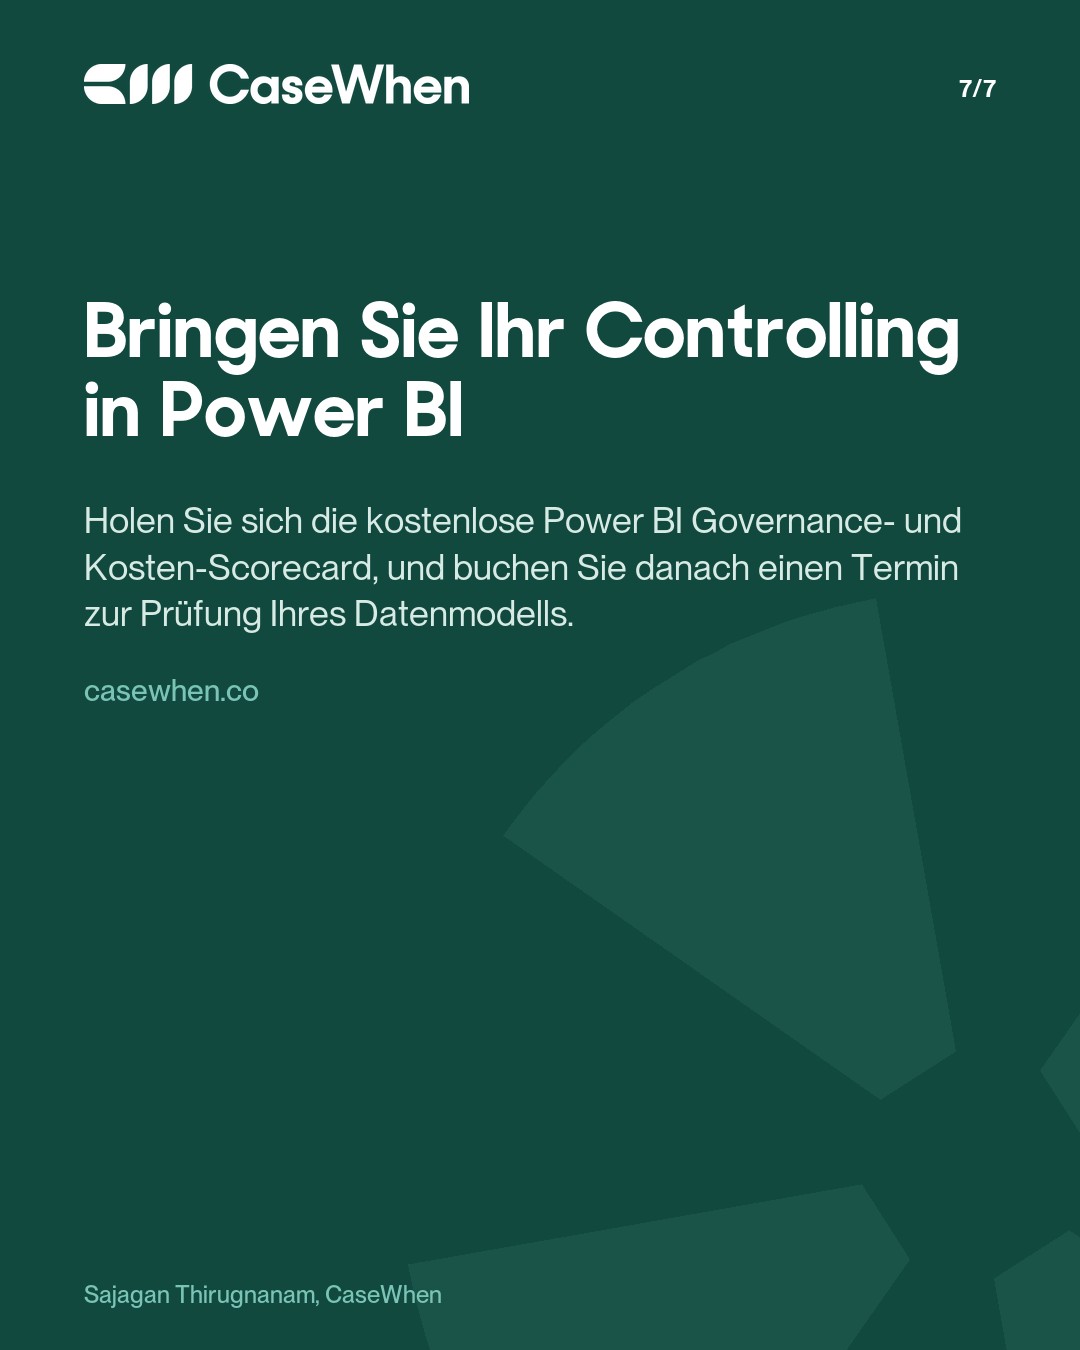 CaseWhen
7/7
Bringen Sie Ihr Controlling
in Power BI
Holen Sie sich die kostenlose Power BI Governance- und
Kosten-Scorecard, und buchen Sie danach einen Termin
zur Prüfung Ihres Datenmodells.
casewhen.co
Sajagan Thirugnanam, CaseWhen